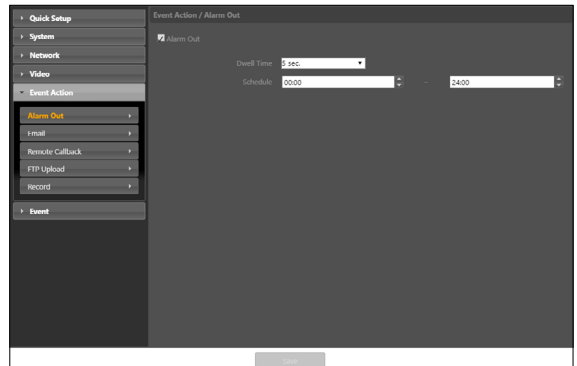 Quick Setup
System
Network
Video
Event Action
Alarm Out
Email
Remote Callback
FTP Upload
Record
Event
Event Action / Alarm Out
Alarm Out
Dwell Time 5 sec.
Schedule 00:00 – 24:00
Save